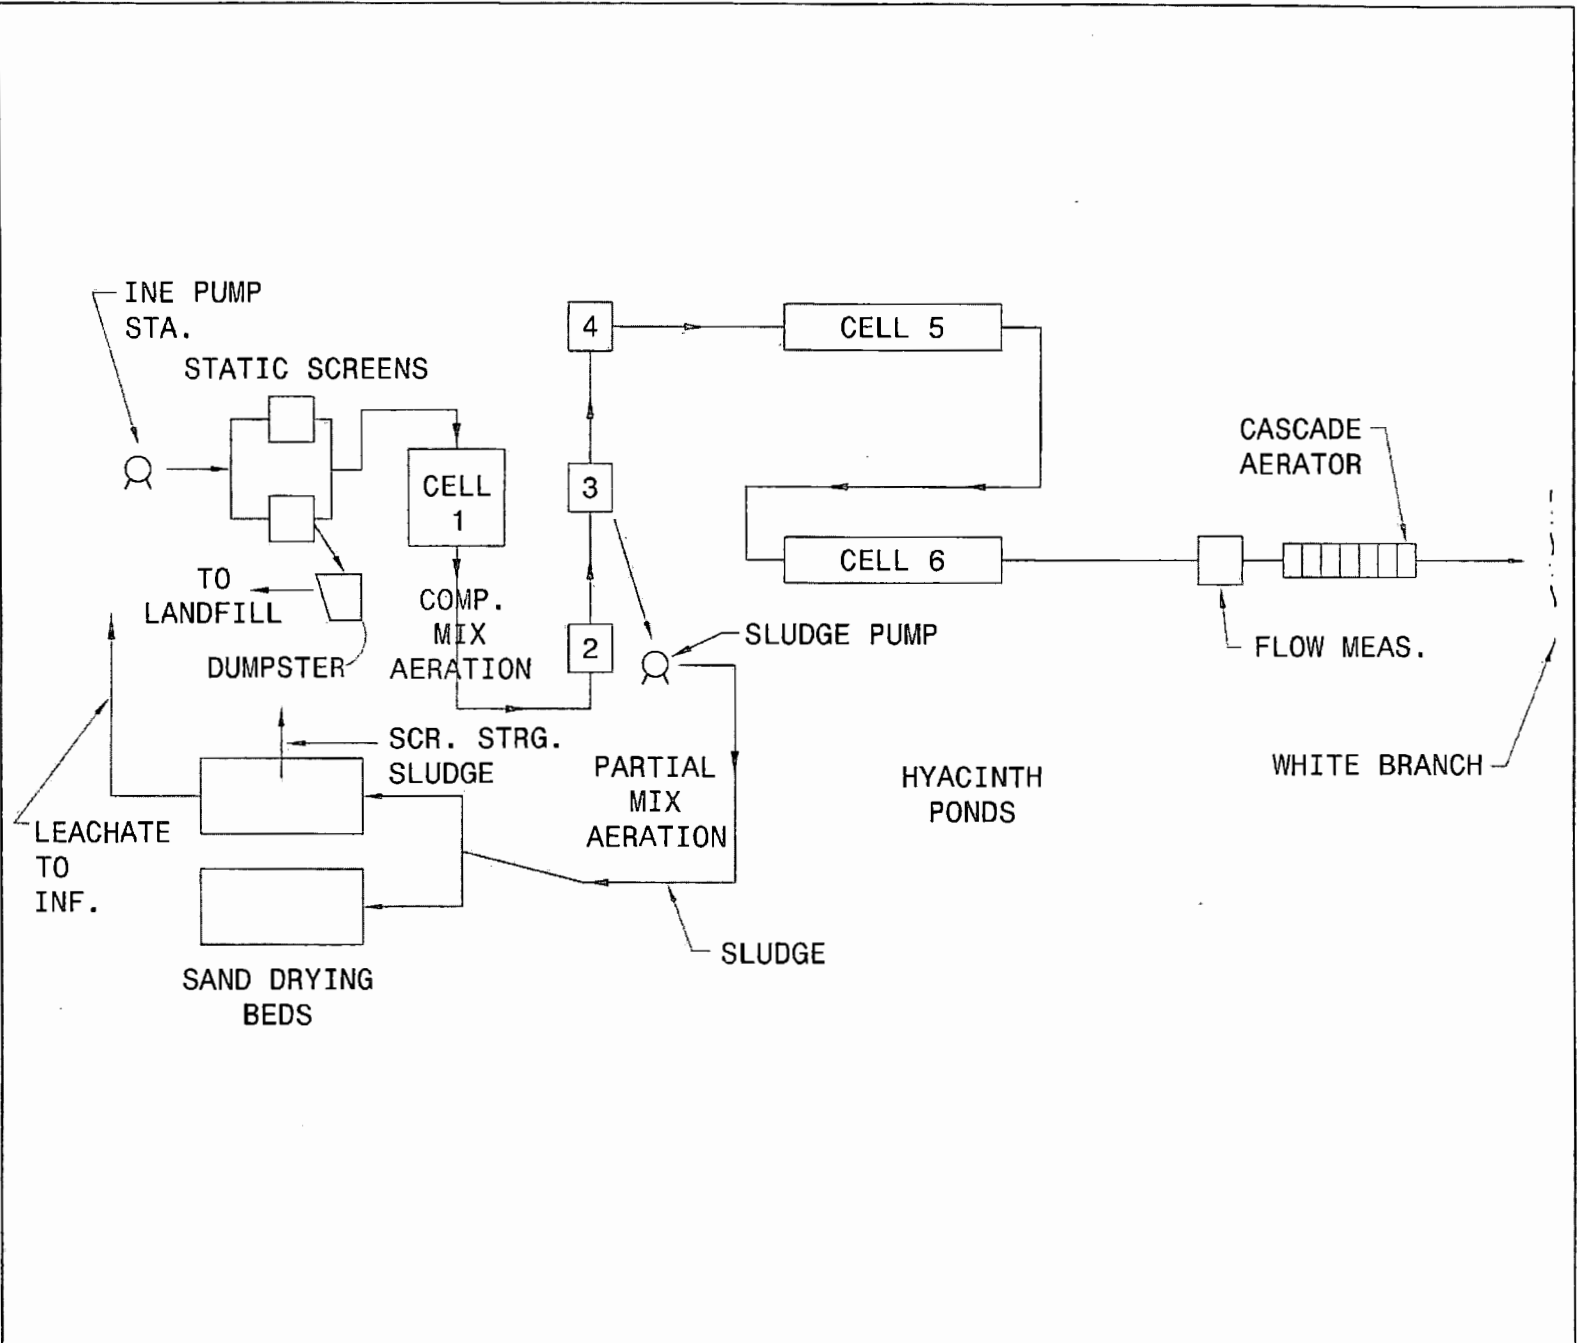 INE PUMP
STA.
STATIC SCREENS
4
CELL 5
CASCADE
AERATOR
CELL
1
3
CELL 6
TO
LANDFILL
COMP.
MIX
AERATION
2
SLUDGE PUMP
FLOW MEAS.
DUMPSTER
SCR. STRG.
SLUDGE
PARTIAL
MIX
AERATION
HYACINTH
PONDS
WHITE BRANCH
LEACHATE
TO
INF.
SLUDGE
SAND DRYING
BEDS